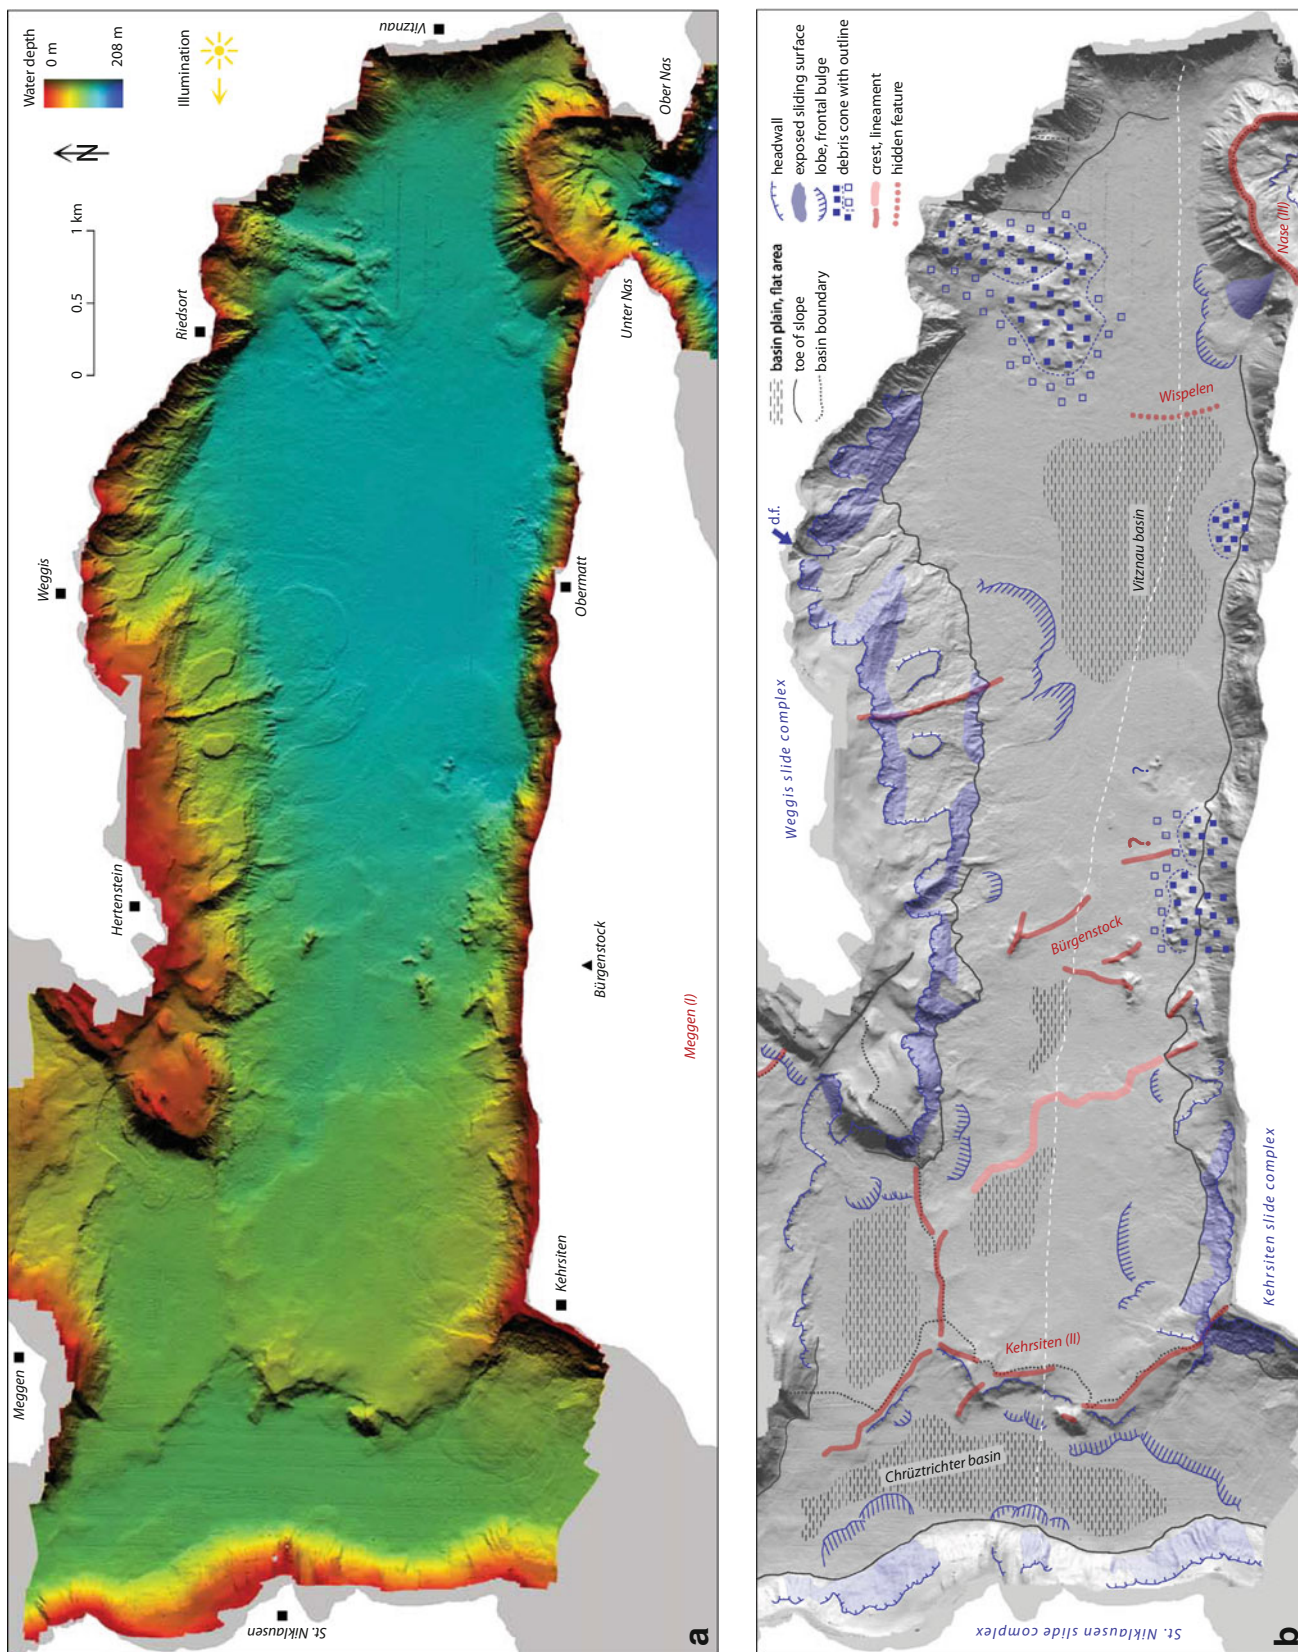 Water depth
0 m
208 m
Illumination
N
0
0.5
1 km
Meggen
Hertenstein
Weggis
Riedsort
Vitznau
St. Niklausen
Kehrsiten
Bürgenstock
Obermatt
Unter Nas
Ober Nas
Meggen (I)
a
basin plain, flat area
toe of slope
basin boundary
headwall
exposed sliding surface
lobe, frontal bulge
debris cone with outline
crest, lineament
hidden feature
Weggis slide complex
d.f.
Nase (III)
Wispelen
Vitznau basin
?
?
Bürgenstock
Kehrsiten (II)
Chrüztrichter basin
Kehrsiten slide complex
St. Niklausen slide complex
b